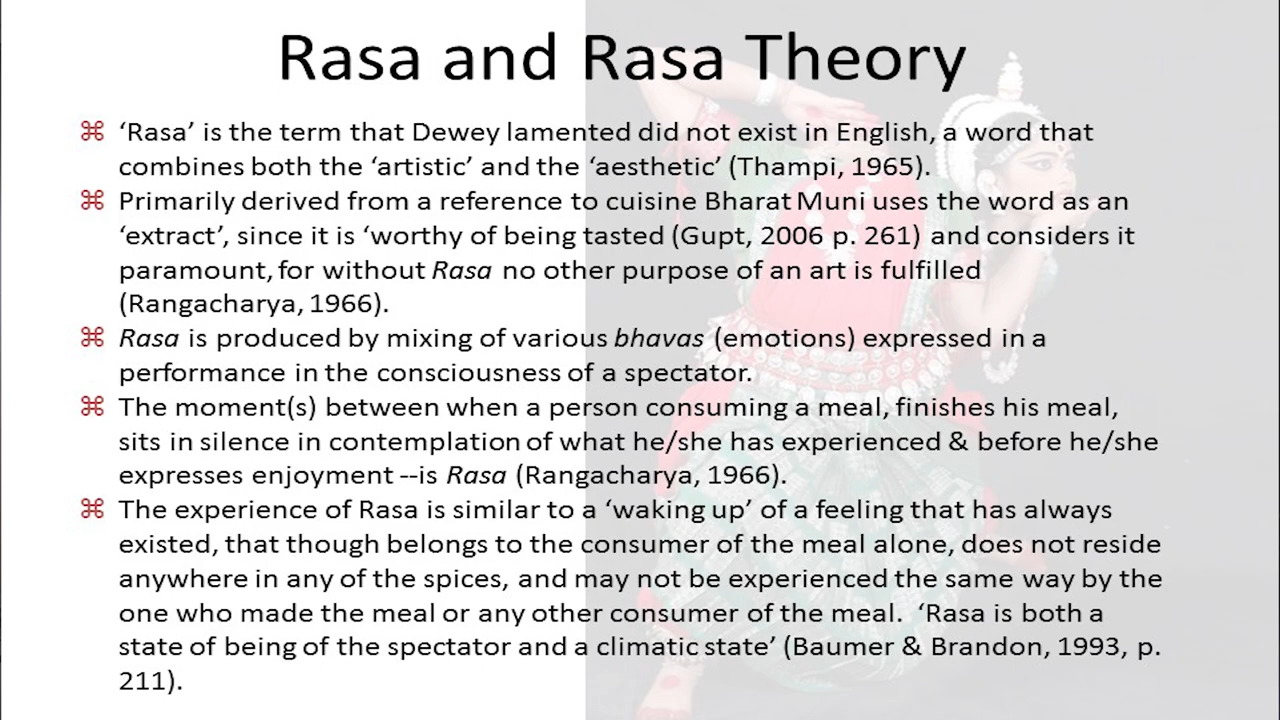 Rasa and Rasa Theory
⌘ ‘Rasa’ is the term that Dewey lamented did not exist in English, a word that
combines both the ‘artistic’ and the ‘aesthetic’ (Thampi, 1965).
⌘ Primarily derived from a reference to cuisine Bharat Muni uses the word as an
‘extract’, since it is ‘worthy of being tasted (Gupt, 2006 p. 261) and considers it
paramount, for without Rasa no other purpose of an art is fulfilled
(Rangacharya, 1966).
⌘ Rasa is produced by mixing of various bhavas (emotions) expressed in a
performance in the consciousness of a spectator.
⌘ The moment(s) between when a person consuming a meal, finishes his meal,
sits in silence in contemplation of what he/she has experienced & before he/she
expresses enjoyment --is Rasa (Rangacharya, 1966).
⌘ The experience of Rasa is similar to a ‘waking up’ of a feeling that has always
existed, that though belongs to the consumer of the meal alone, does not reside
anywhere in any of the spices, and may not be experienced the same way by the
one who made the meal or any other consumer of the meal. ‘Rasa is both a
state of being of the spectator and a climatic state’ (Baumer & Brandon, 1993, p.
211).